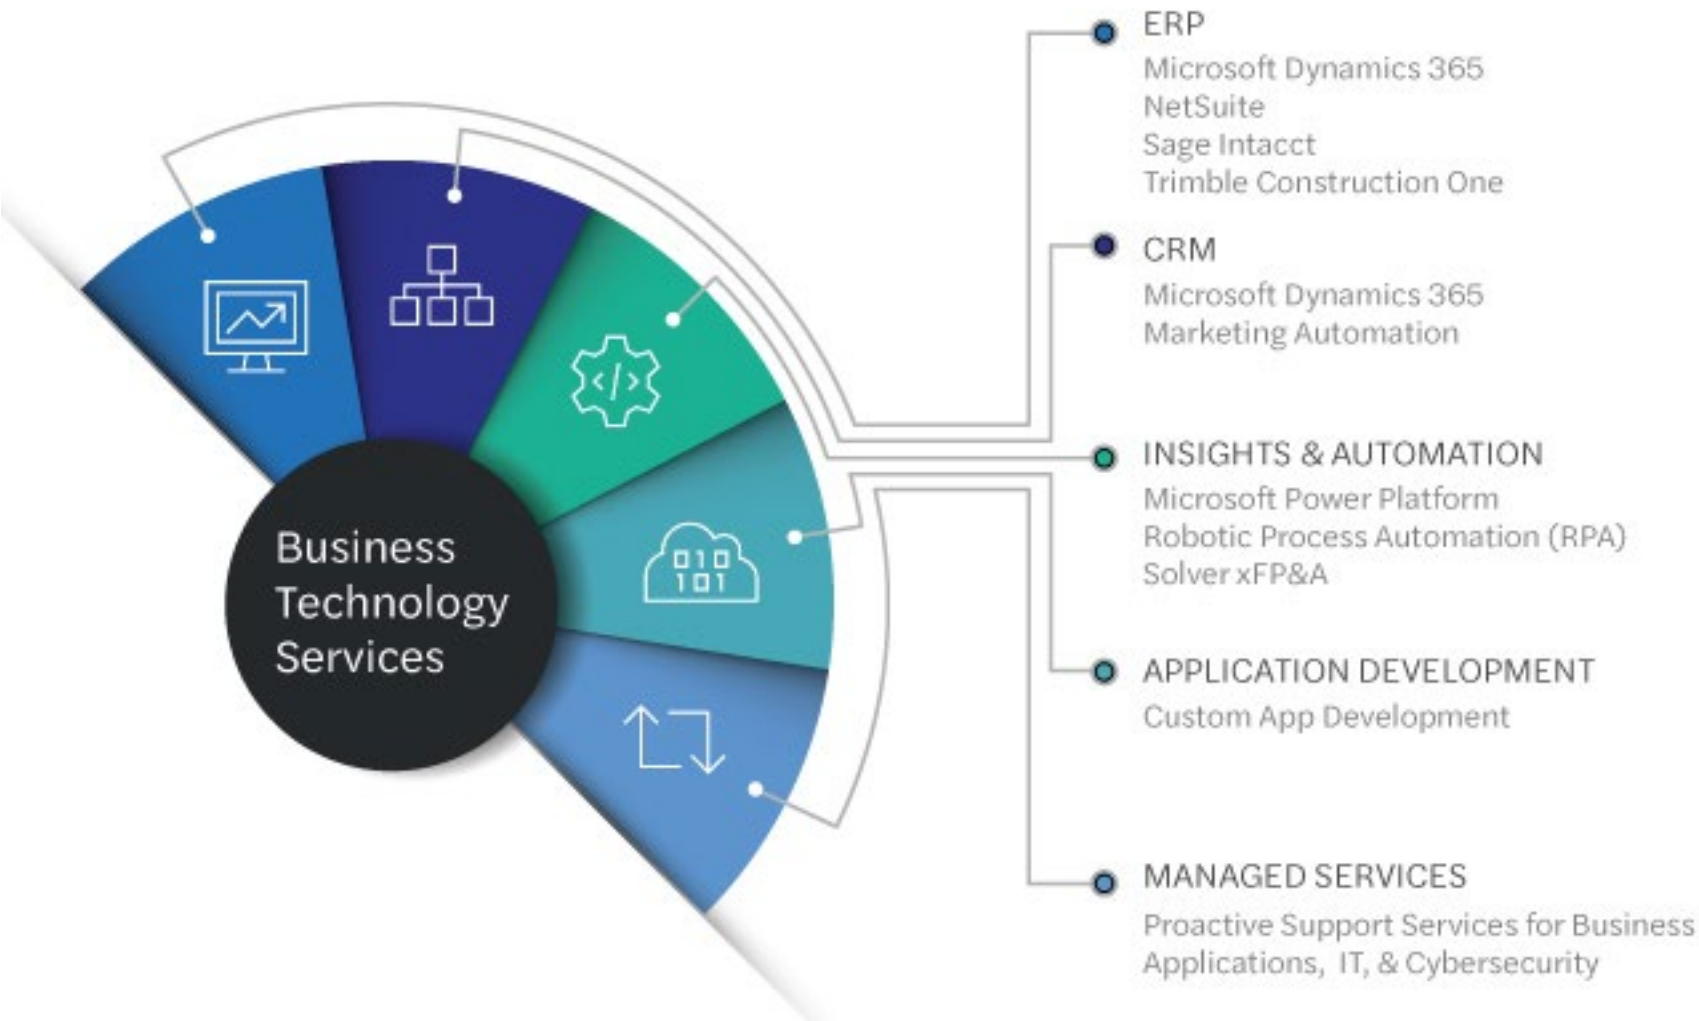 Business
Technology
Services
ERP
Microsoft Dynamics 365
NetSuite
Sage Intacct
Trimble Construction One
CRM
Microsoft Dynamics 365
Marketing Automation
INSIGHTS & AUTOMATION
Microsoft Power Platform
Robotic Process Automation (RPA)
Solver xFP&A
APPLICATION DEVELOPMENT
Custom App Development
MANAGED SERVICES
Proactive Support Services for Business
Applications, IT, & Cybersecurity
010
101